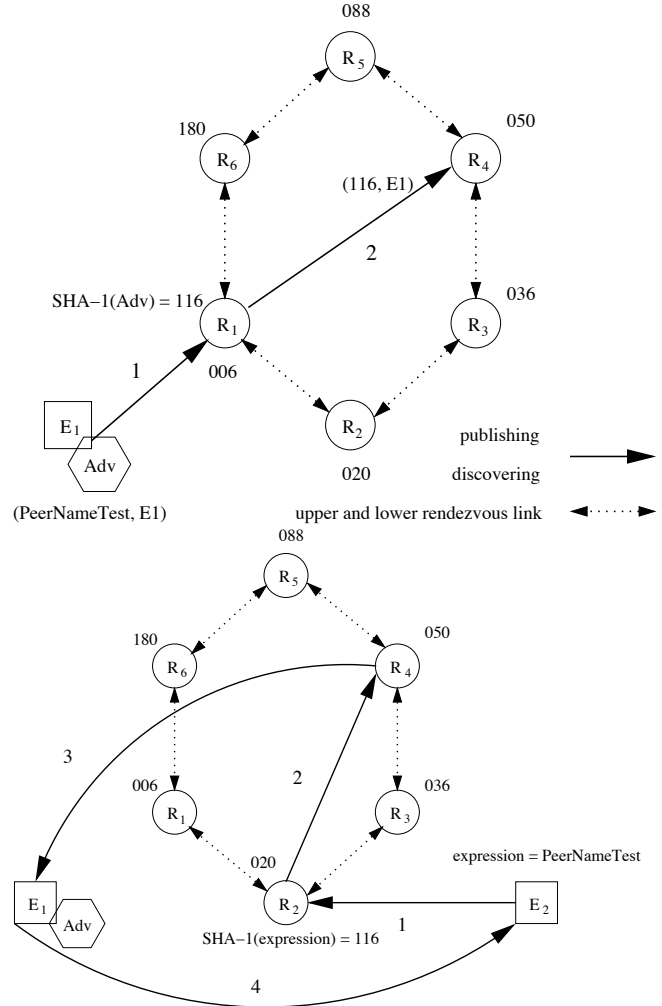 088
R5
180
050
R6
R4
(116, E1)
2
SHA–1(Adv) = 116
036
R1
R3
1
006
E1
R2
publishing
Adv
020
discovering
(PeerNameTest, E1)
upper and lower rendezvous link
088
R5
180
050
R6
R4
3
2
006
036
R1
R3
020
expression = PeerNameTest
E1
R2
E2
Adv
1
SHA–1(expression) = 116
4